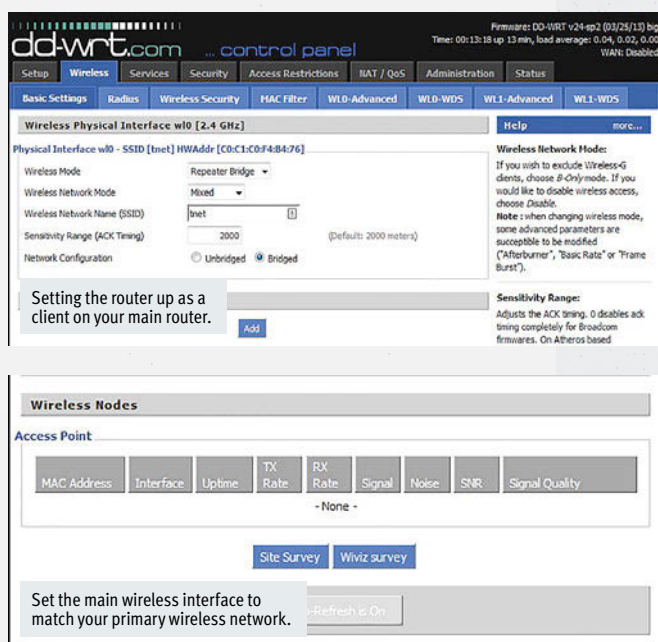 dd-wrt.com ... control panel
Firmware: DD-WRT v24-sp2 (03/25/13) big
Time: 00:13:18 up 13 min, load average: 0.04, 0.02, 0.00
WAN: Disabled
Setup Wireless Services Security Access Restrictions NAT / QoS Administration Status
Basic Settings Radius Wireless Security MAC Filter WL0-Advanced WL0-WDS WL1-Advanced WL1-WDS
Wireless Physical Interface wl0 [2.4 GHz]
Physical Interface wl0 - SSID [tnet] HWAddr [C0:C1:C0:F4:84:76]
Wireless Mode Repeater Bridge
Wireless Network Mode Mixed
Wireless Network Name (SSID) tnet
Sensitivity Range (ACK Timing) 2000 (Default: 2000 meters)
Network Configuration Unbridged Bridged
Add
Setting the router up as a
client on your main router.
Help more...
Wireless Network Mode:
If you wish to exclude Wireless-G
clients, choose B-Only mode. If you
would like to disable wireless access,
choose Disable.
Note : when changing wireless mode,
some advanced parameters are
succeptible to be modified
("Afterburner", "Basic Rate" or "Frame
Burst").
Sensitivity Range:
Adjusts the ACK timing. 0 disables ack
timing completely for Broadcom
firmwares. On Atheros based
Wireless Nodes
Access Point
MAC Address Interface Uptime TX Rate RX Rate Signal Noise SNR Signal Quality
- None -
Site Survey Wiviz survey
-Refresh is On
Set the main wireless interface to
match your primary wireless network.